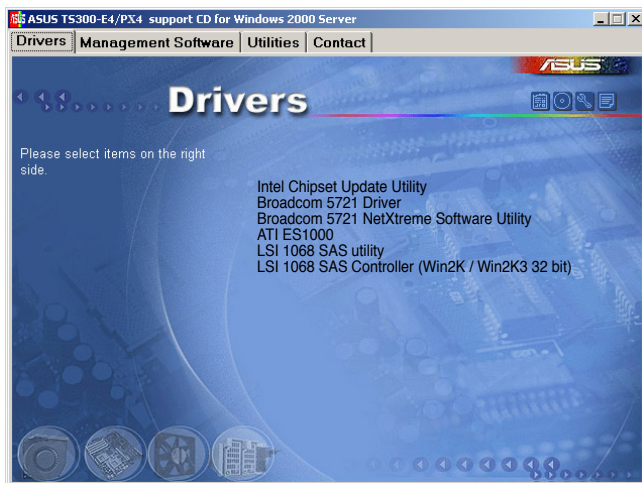 ASUS TS300-E4/PX4 support CD for Windows 2000 Server
Drivers Management Software Utilities Contact
ASUS
Drivers
Please select items on the right
side.
Intel Chipset Update Utility
Broadcom 5721 Driver
Broadcom 5721 NetXtreme Software Utility
ATI ES1000
LSI 1068 SAS utility
LSI 1068 SAS Controller (Win2K / Win2K3 32 bit)